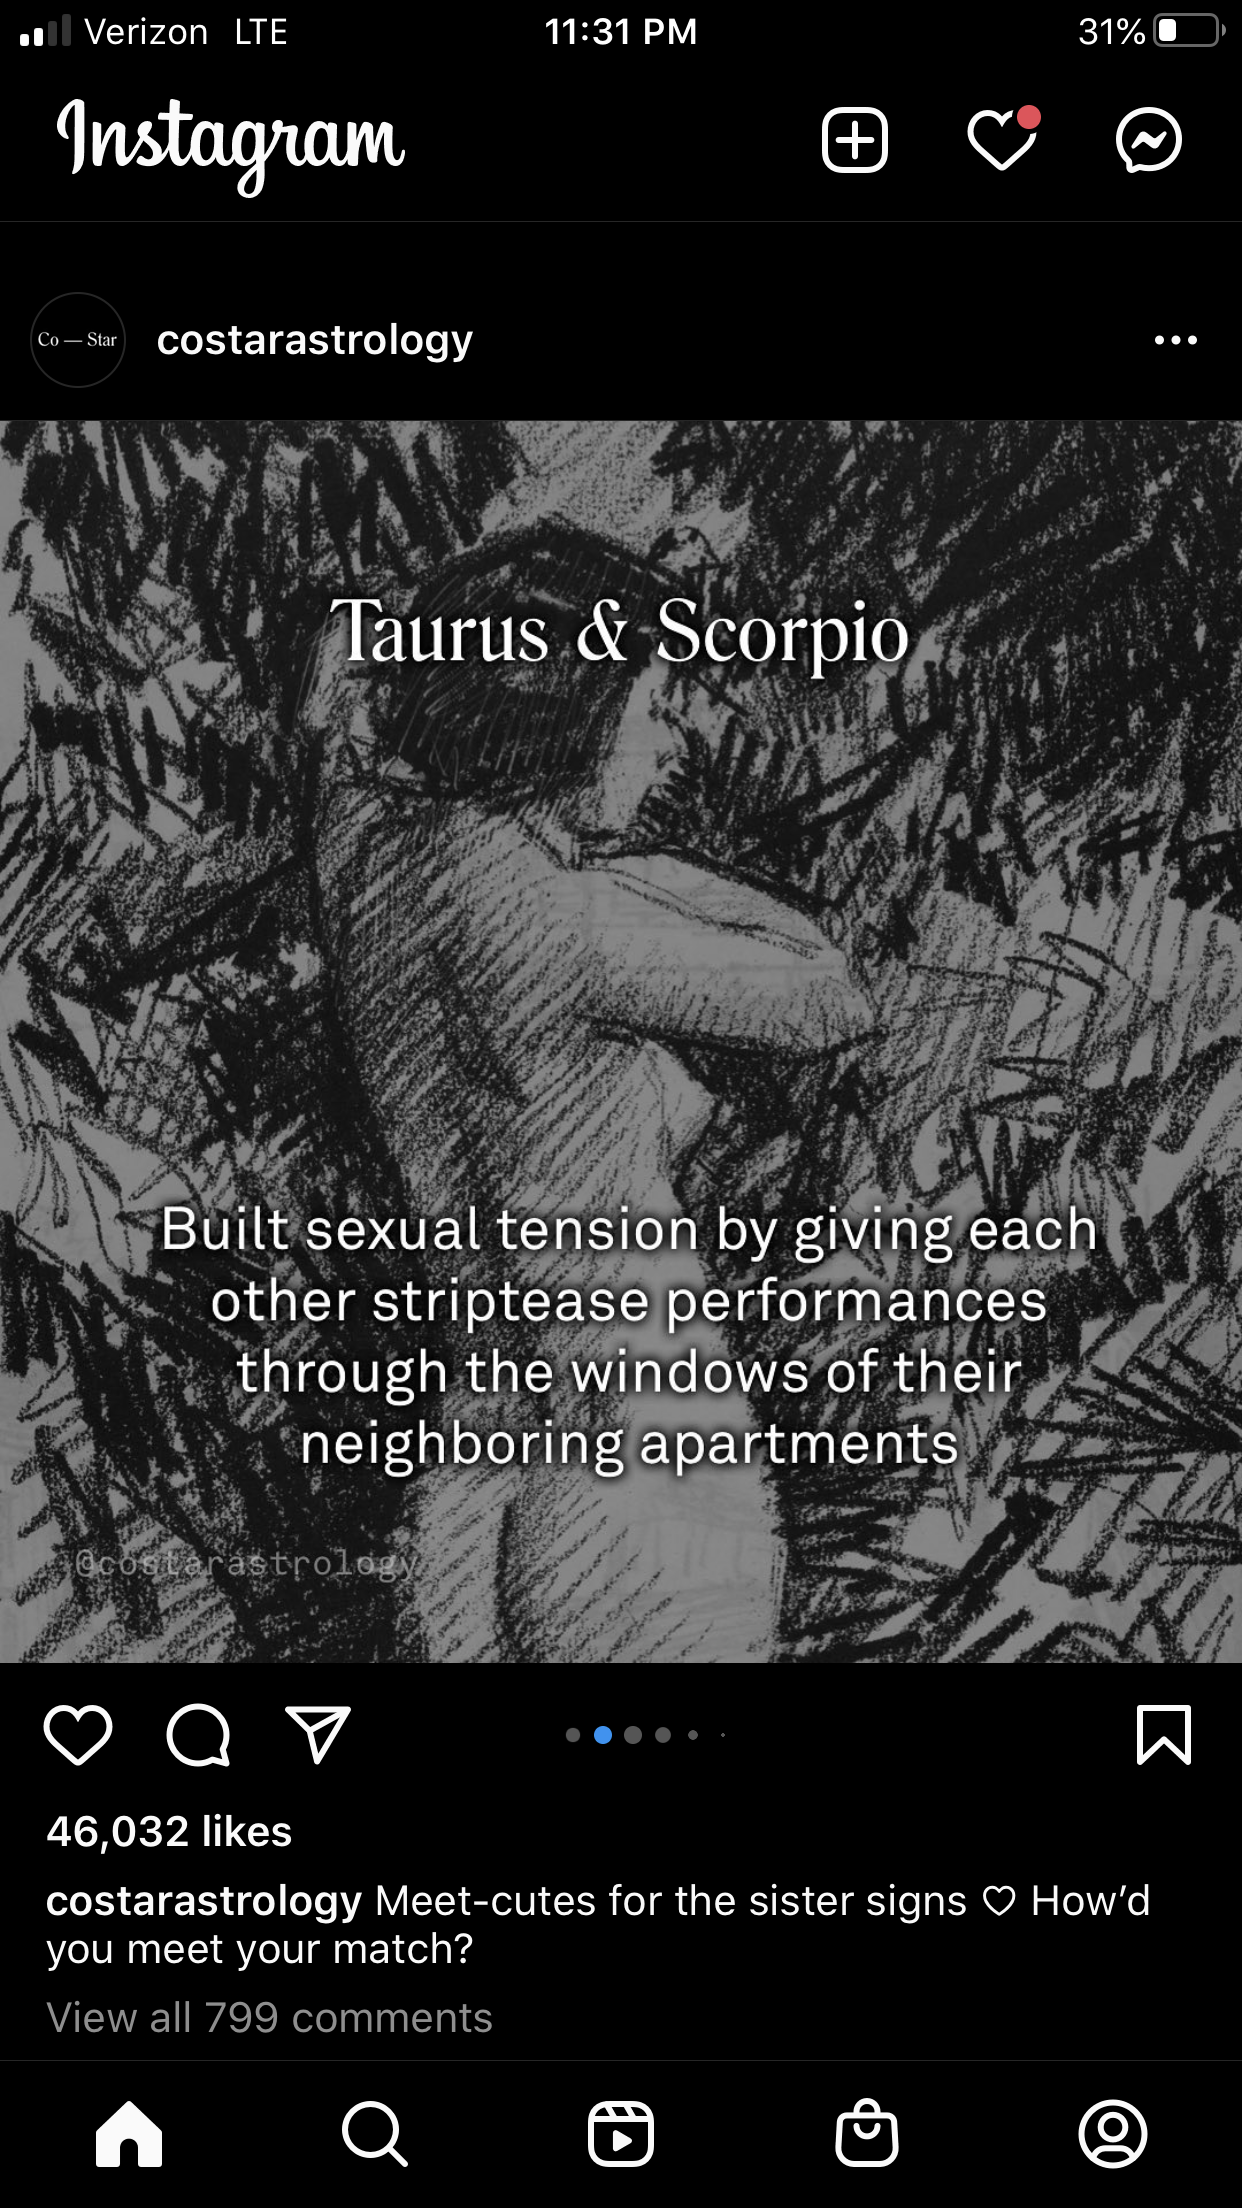 Verizon LTE 11:31 PM 31%
Instagram
Co — Star costarastrology
Taurus & Scorpio
Built sexual tension by giving each
other striptease performances
through the windows of their
neighboring apartments
@costarastrology
46,032 likes
costarastrology Meet-cutes for the sister signs ♡ How’d
you meet your match?
View all 799 comments